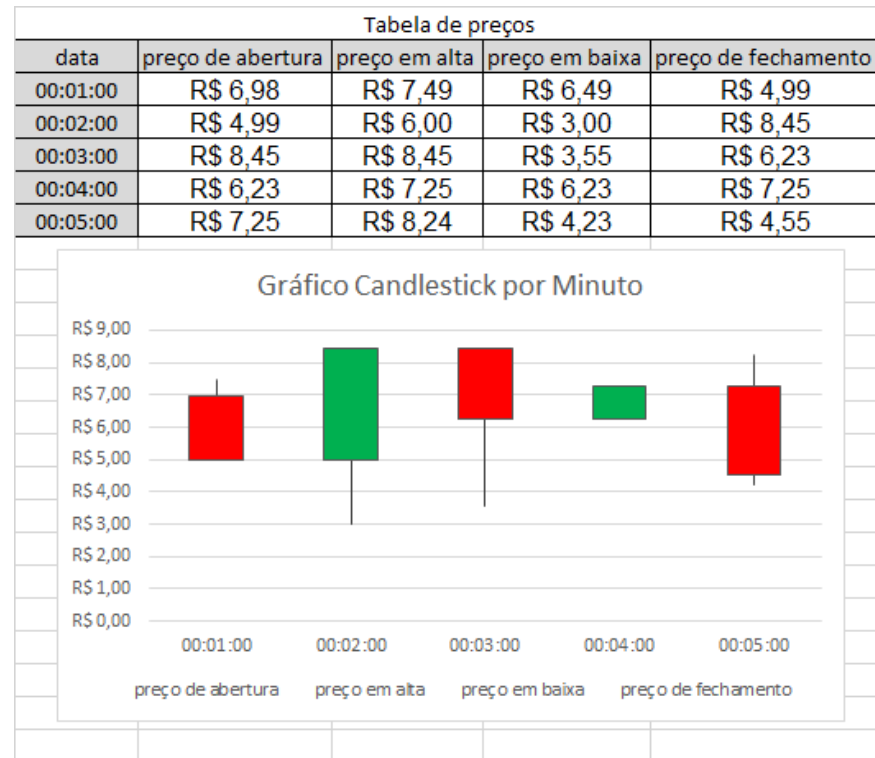 Tabela de preços
data preço de abertura preço em alta preço em baixa preço de fechamento
00:01:00 R$ 6,98 R$ 7,49 R$ 6,49 R$ 4,99
00:02:00 R$ 4,99 R$ 6,00 R$ 3,00 R$ 8,45
00:03:00 R$ 8,45 R$ 8,45 R$ 3,55 R$ 6,23
00:04:00 R$ 6,23 R$ 7,25 R$ 6,23 R$ 7,25
00:05:00 R$ 7,25 R$ 8,24 R$ 4,23 R$ 4,55
Gráfico Candlestick por Minuto
R$ 9,00
R$ 8,00
R$ 7,00
R$ 6,00
R$ 5,00
R$ 4,00
R$ 3,00
R$ 2,00
R$ 1,00
R$ 0,00
00:01:00 00:02:00 00:03:00 00:04:00 00:05:00
preço de abertura preço em alta preço em baixa preço de fechamento